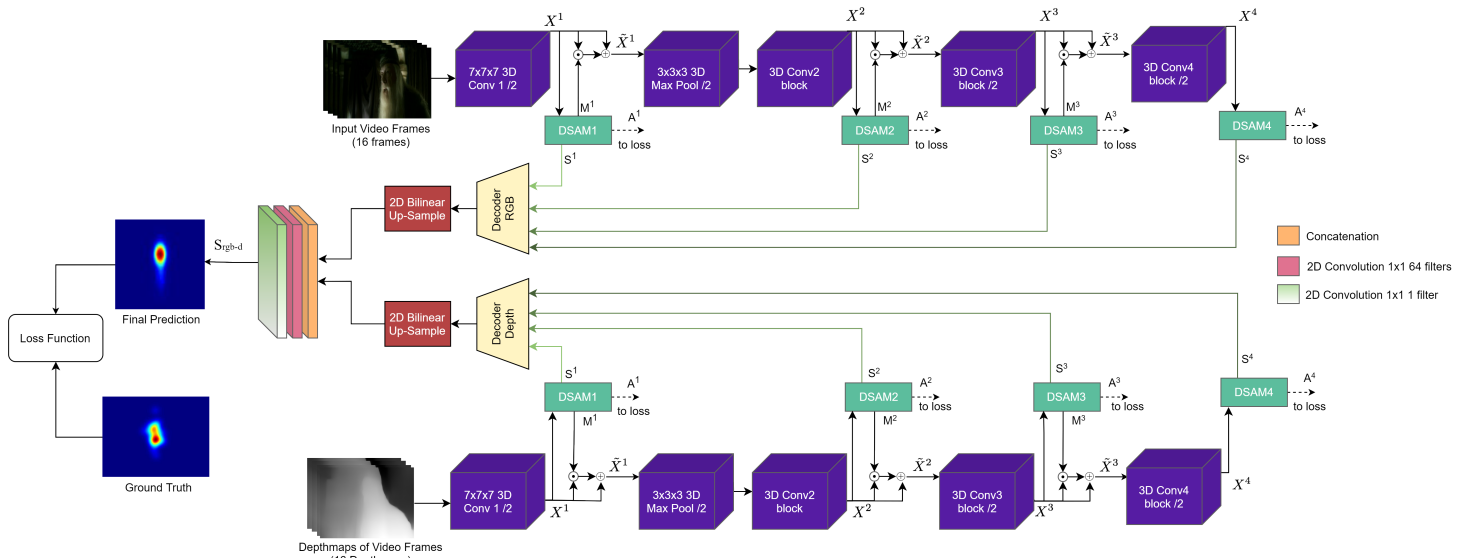 X¹ X̃¹ X² X̃² X³ X̃³ X⁴
7x7x7 3D
Conv 1 /2
3x3x3 3D
Max Pool /2
3D Conv2
block
3D Conv3
block /2
3D Conv4
block /2
Input Video Frames
(16 frames)
M¹ M² M³
DSAM1 A¹
to loss
DSAM2 A²
to loss
DSAM3 A³
to loss
DSAM4 A⁴
to loss
S¹ S² S³ S⁴
2D Bilinear
Up-Sample
Decoder
RGB
S rgb-d
Final Prediction
Loss Function
Ground Truth
Concatenation
2D Convolution 1x1 64 filters
2D Convolution 1x1 1 filter
2D Bilinear
Up-Sample
Decoder
Depth
S¹ S² S³ S⁴
DSAM1 A¹
to loss
DSAM2 A²
to loss
DSAM3 A³
to loss
DSAM4 A⁴
to loss
M¹ M² M³
7x7x7 3D
Conv 1 /2
3x3x3 3D
Max Pool /2
3D Conv2
block
3D Conv3
block /2
3D Conv4
block /2
X¹ X̃¹ X² X̃² X³ X̃³ X⁴
Depthmaps of Video Frames